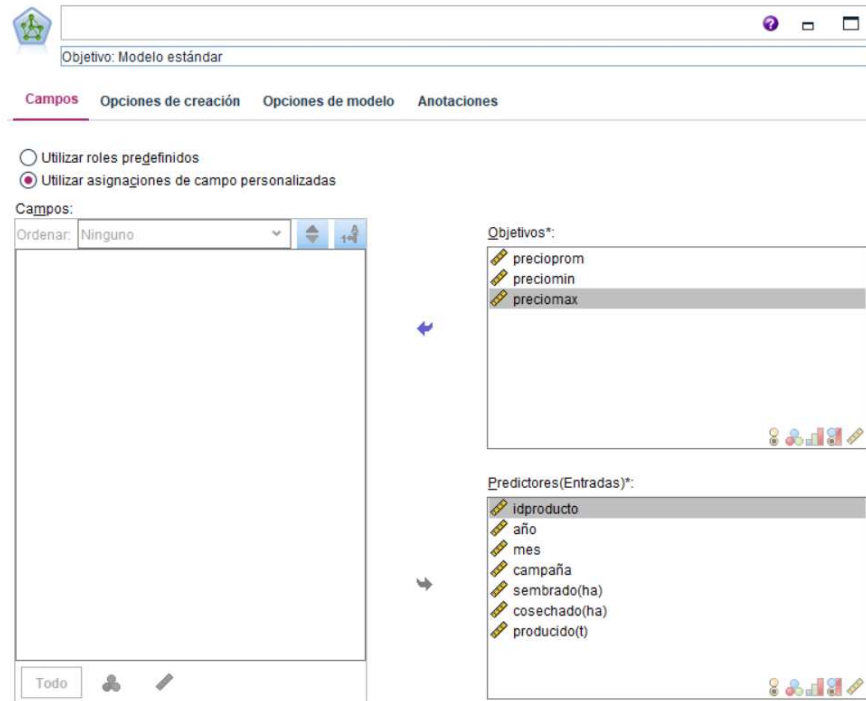 Objetivo: Modelo estándar
Campos Opciones de creación Opciones de modelo Anotaciones
Utilizar roles predefinidos
Utilizar asignaciones de campo personalizadas
Campos:
Ordenar: Ninguno
Objetivos*:
precioprom
preciomin
preciomax
Predictores(Entradas)*:
idproducto
año
mes
campaña
sembrado(ha)
cosechado(ha)
producido(t)
Todo